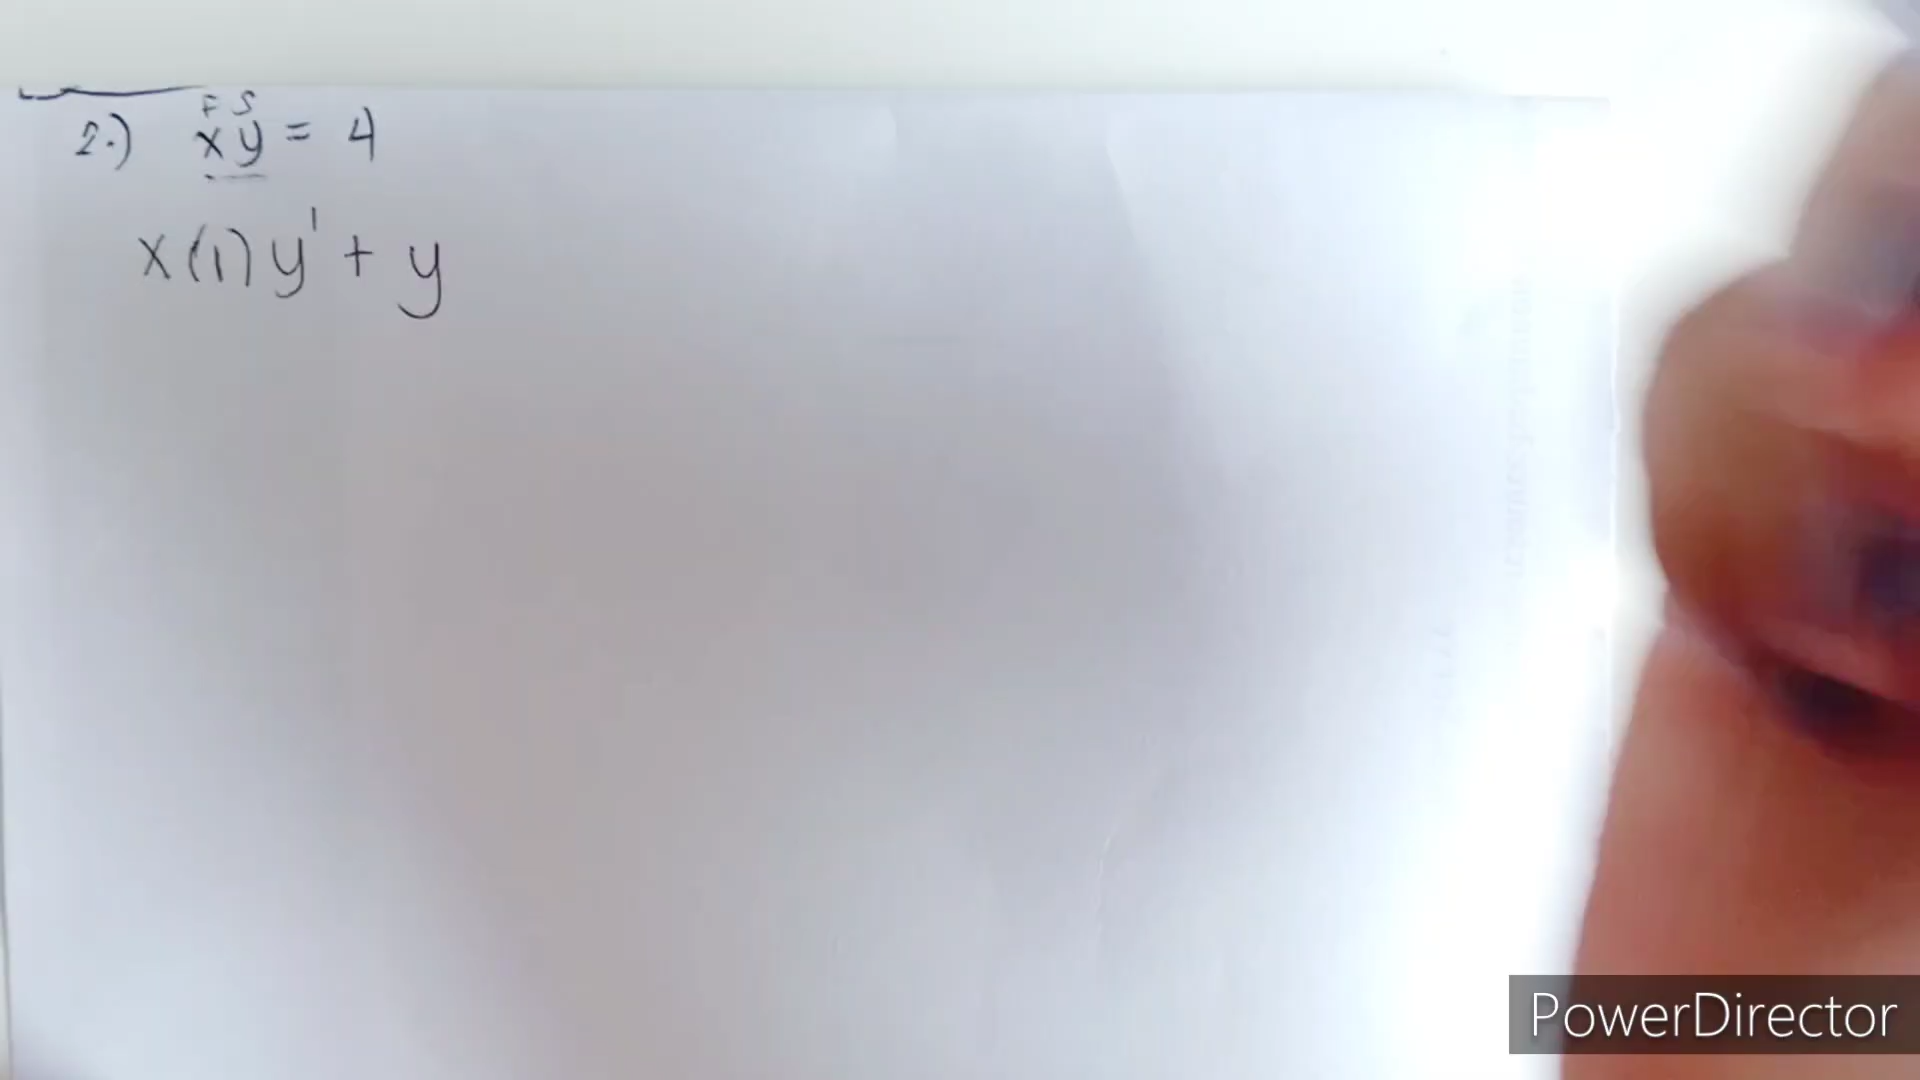 F S
2.) xy = 4
x(1)y' + y
PowerDirector